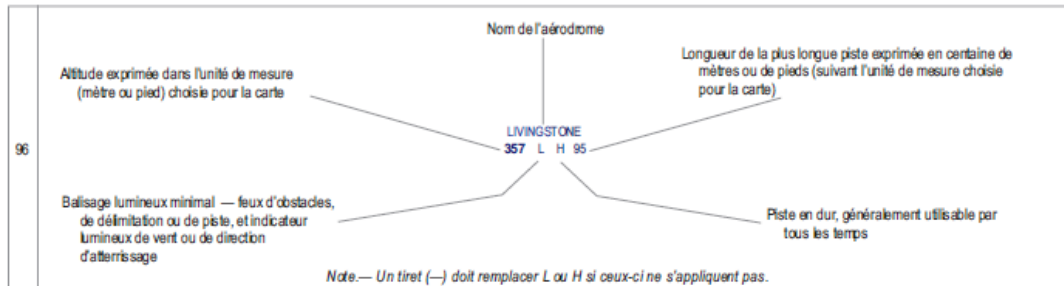 Nom de l'aérodrome
Altitude exprimée dans l'unité de mesure
(mètre ou pied) choisie pour la carte
Longueur de la plus longue piste exprimée en centaine de
mètres ou de pieds (suivant l'unité de mesure choisie
pour la carte)
96
LIVINGSTONE
357 L H 95
Balisage lumineux minimal — feux d'obstacles,
de délimitation ou de piste, et indicateur
lumineux de vent ou de direction
d'atterrissage
Piste en dur, généralement utilisable par
tous les temps
Note.— Un tiret (—) doit remplacer L ou H si ceux-ci ne s'appliquent pas.